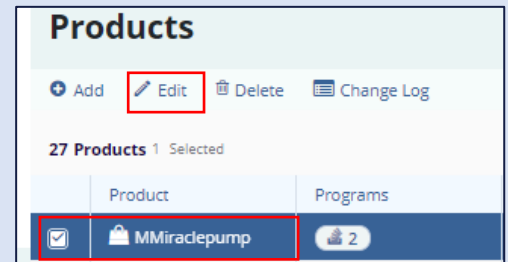 Products
Add Edit Delete Change Log
27 Products 1 Selected
Product Programs
MMiraclepump 2